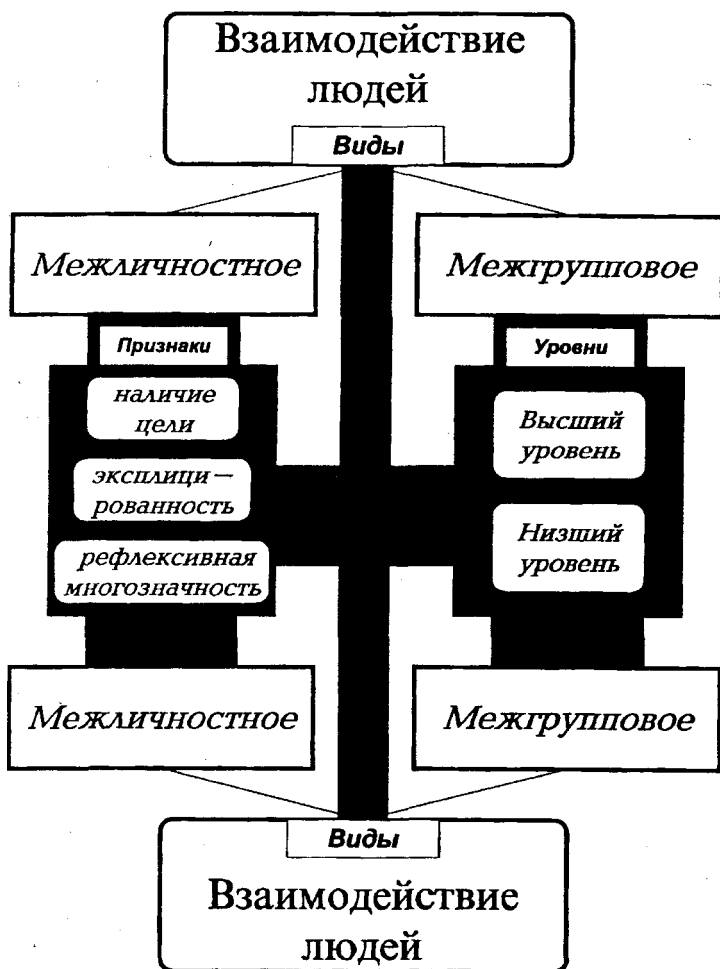 Взаимодействие
людей
Виды
Межличностное
Межгрупповое
Признаки
наличие
цели
эксплици—
рованность
рефлексивная
многозначность
Уровни
Высший
уровень
Низший
уровень
Межличностное
Межгрупповое
Виды
Взаимодействие
людей